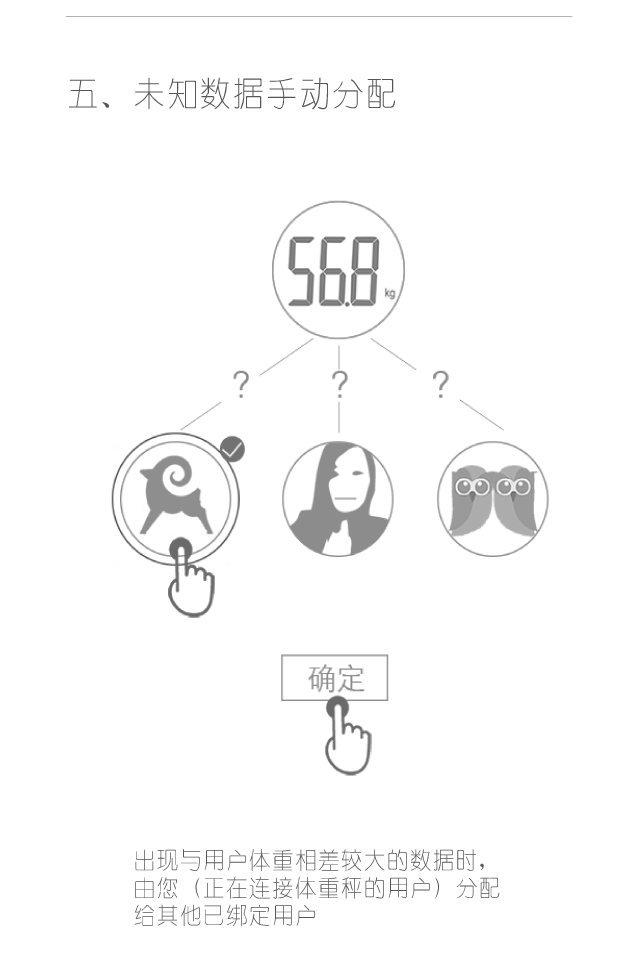 五、未知数据手动分配
56.8 kg
? ? ?
确定
出现与用户体重相差较大的数据时，
由您（正在连接体重秤的用户）分配
给其他已绑定用户